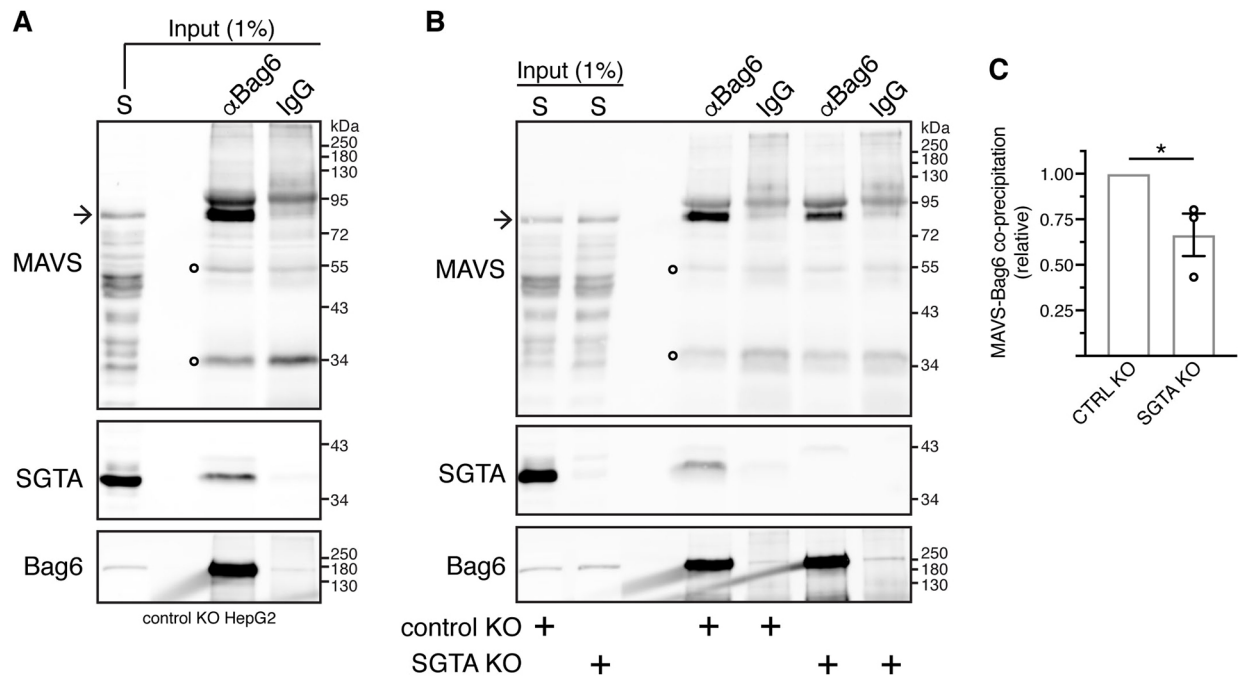 A
Input (1%)
S
αBag6
IgG
kDa
250
180
130
95
72
55
43
34
MAVS
SGTA
43
34
Bag6
250
180
130
control KO HepG2
B
Input (1%)
S
S
αBag6
IgG
αBag6
IgG
kDa
250
180
130
95
72
55
43
34
MAVS
SGTA
43
34
Bag6
250
180
130
control KO + + +
SGTA KO + + +
C
MAVS-Bag6 co-precipitation
(relative)
1.00
0.75
0.50
0.25
*
CTRL KO
SGTA KO